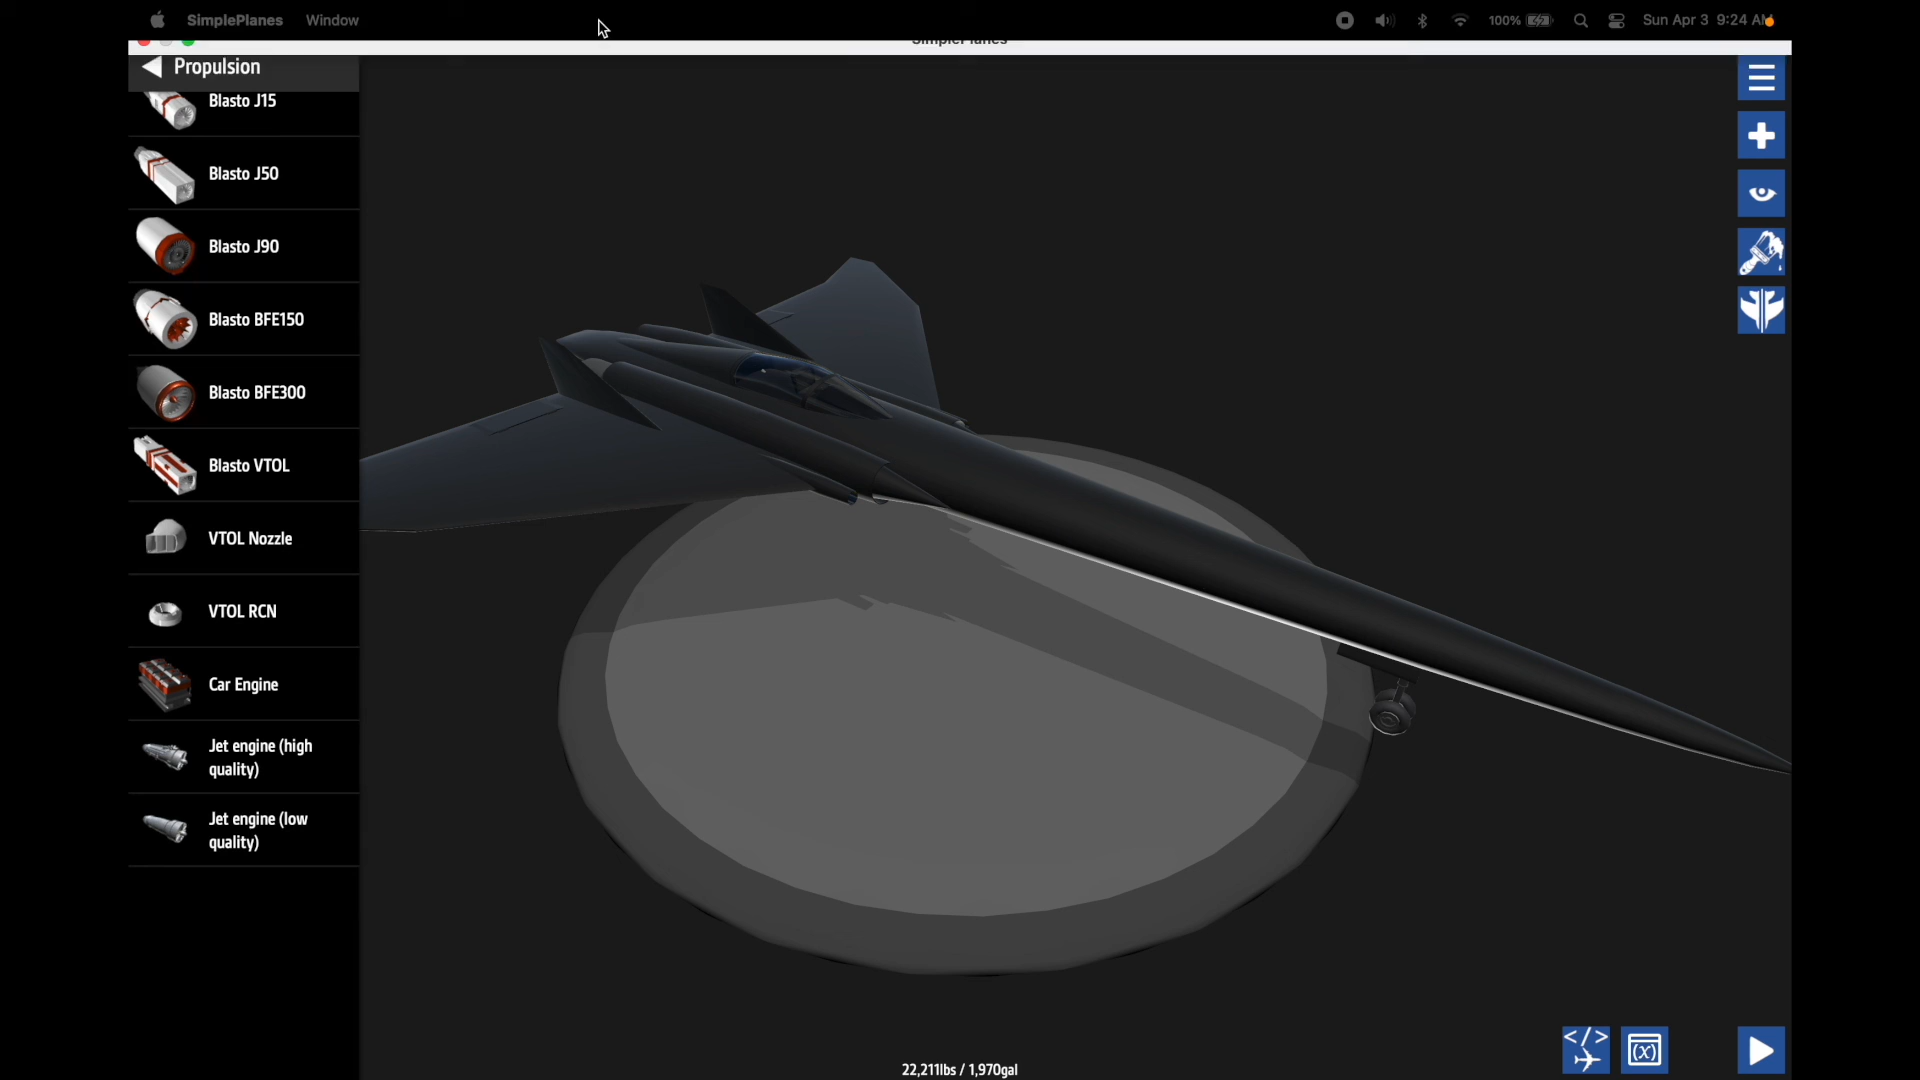 SimplePlanes Window
100% Sun Apr 3 9:24 AM
SimplePlanes
Propulsion
Blasto J15
Blasto J50
Blasto J90
Blasto BFE150
Blasto BFE300
Blasto VTOL
VTOL Nozzle
VTOL RCN
Car Engine
Jet engine (high
quality)
Jet engine (low
quality)
</>
(x)
22,211lbs / 1,970gal